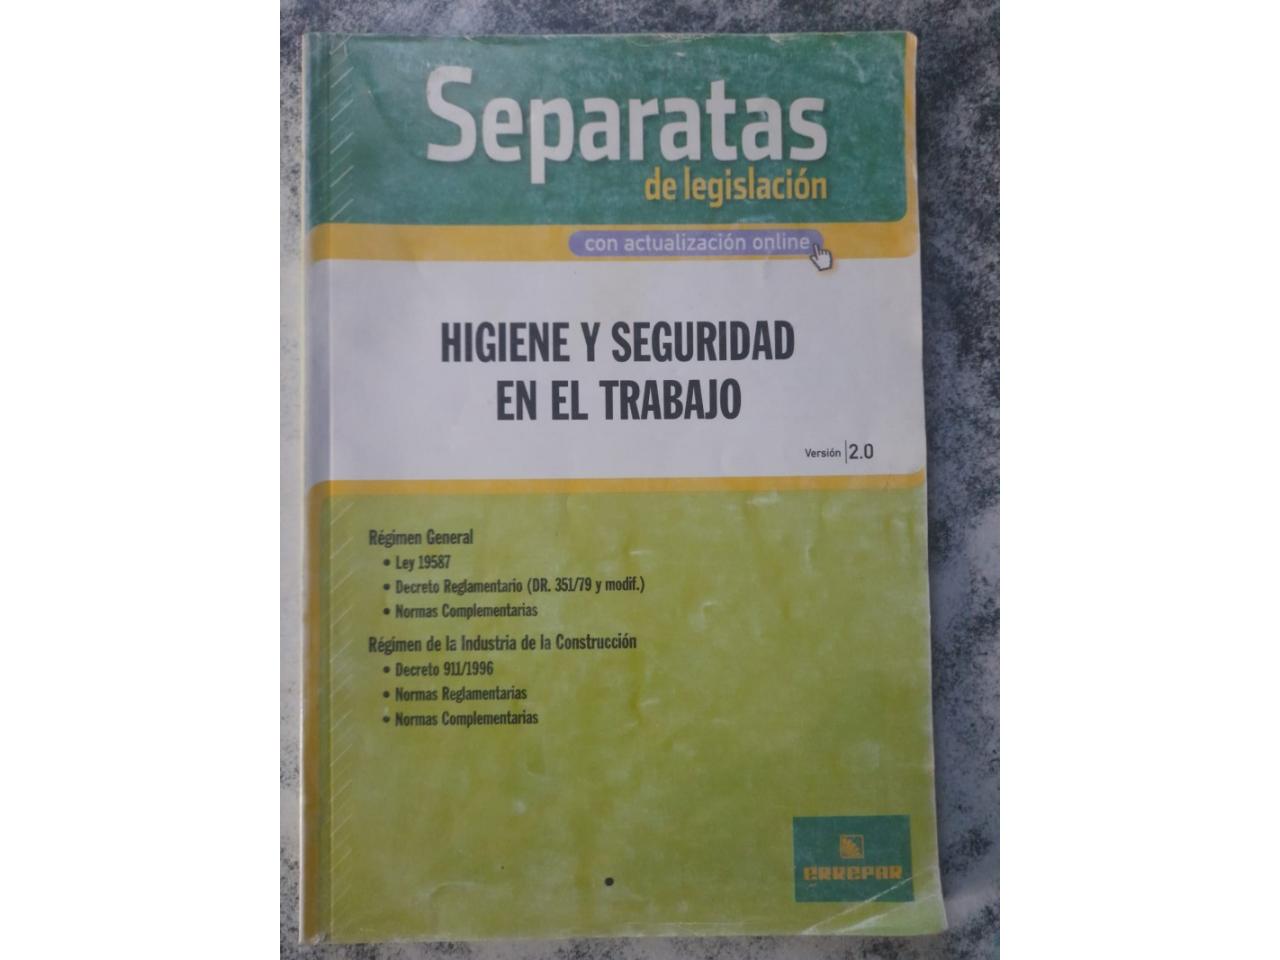 Separatas
de legislación
con actualización online
HIGIENE Y SEGURIDAD
EN EL TRABAJO
Versión 2.0
Régimen General
• Ley 19587
• Decreto Reglamentario (DR. 351/79 y modif.)
• Normas Complementarias
Régimen de la Industria de la Construcción
• Decreto 911/1996
• Normas Reglamentarias
• Normas Complementarias
ERREPAR